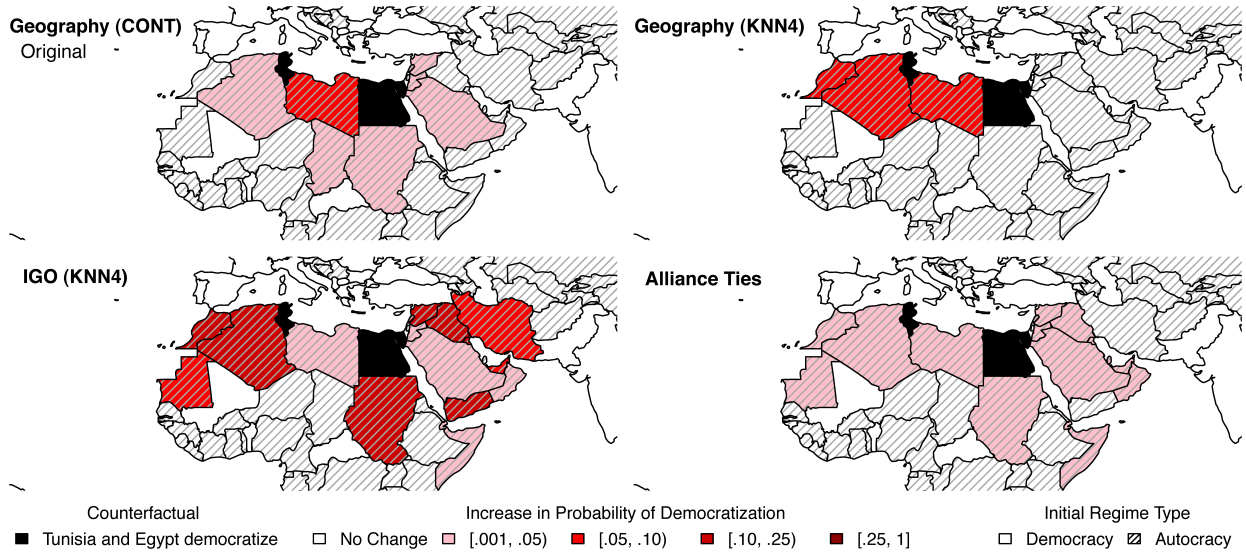 Geography (CONT)
Original
Geography (KNN4)
IGO (KNN4)
Alliance Ties
Counterfactual
Increase in Probability of Democratization
Initial Regime Type
Tunisia and Egypt democratize
No Change
[.001, .05)
[.05, .10)
[.10, .25)
[.25, 1]
Democracy
Autocracy